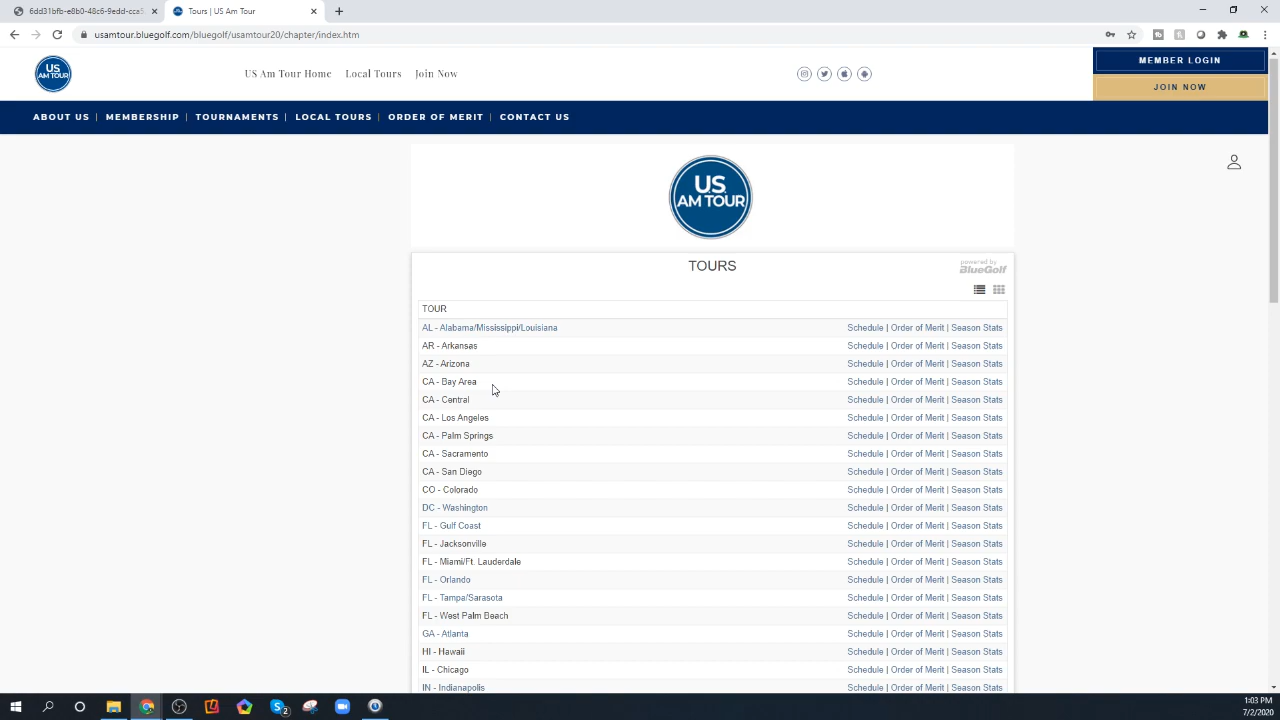 6dd31bfb-e8b0-48c6-9edd-cca5
Tours | US Am Tour
usamtour.bluegolf.com/bluegolf/usamtour20/chapter/index.htm
US AM TOUR
US Am Tour Home Local Tours Join Now
MEMBER LOGIN
JOIN NOW
ABOUT US | MEMBERSHIP | TOURNAMENTS | LOCAL TOURS | ORDER OF MERIT | CONTACT US
U.S. AM TOUR
TOURS
powered by BlueGolf
TOUR
AL - Alabama/Mississippi/Louisiana Schedule | Order of Merit | Season Stats
AR - Arkansas Schedule | Order of Merit | Season Stats
AZ - Arizona Schedule | Order of Merit | Season Stats
CA - Bay Area Schedule | Order of Merit | Season Stats
CA - Central Schedule | Order of Merit | Season Stats
CA - Los Angeles Schedule | Order of Merit | Season Stats
CA - Palm Springs Schedule | Order of Merit | Season Stats
CA - Sacramento Schedule | Order of Merit | Season Stats
CA - San Diego Schedule | Order of Merit | Season Stats
CO - Colorado Schedule | Order of Merit | Season Stats
DC - Washington Schedule | Order of Merit | Season Stats
FL - Gulf Coast Schedule | Order of Merit | Season Stats
FL - Jacksonville Schedule | Order of Merit | Season Stats
FL - Miami/Ft. Lauderdale Schedule | Order of Merit | Season Stats
FL - Orlando Schedule | Order of Merit | Season Stats
FL - Tampa/Sarasota Schedule | Order of Merit | Season Stats
FL - West Palm Beach Schedule | Order of Merit | Season Stats
GA - Atlanta Schedule | Order of Merit | Season Stats
HI - Hawaii Schedule | Order of Merit | Season Stats
IL - Chicago Schedule | Order of Merit | Season Stats
IN - Indianapolis Schedule | Order of Merit | Season Stats
1:03 PM
7/2/2020